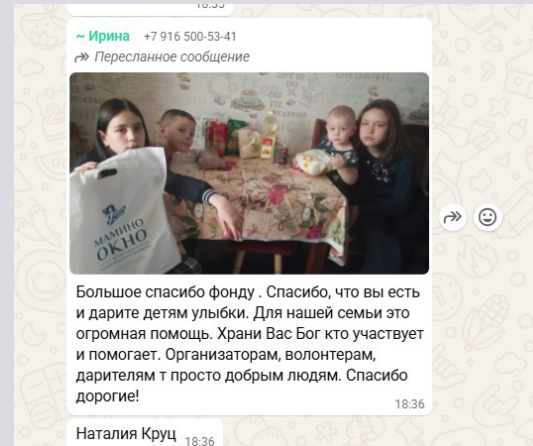 18:35
~ Ирина +7 916 500-53-41
Пересланное сообщение
МАМИНО
ОКНО
Большое спасибо фонду . Спасибо, что вы есть
и дарите детям улыбки. Для нашей семьи это
огромная помощь. Храни Вас Бог кто участвует
и помогает. Организаторам, волонтерам,
дарителям т просто добрым людям. Спасибо
дорогие!
18:36
Наталия Круц 18:36